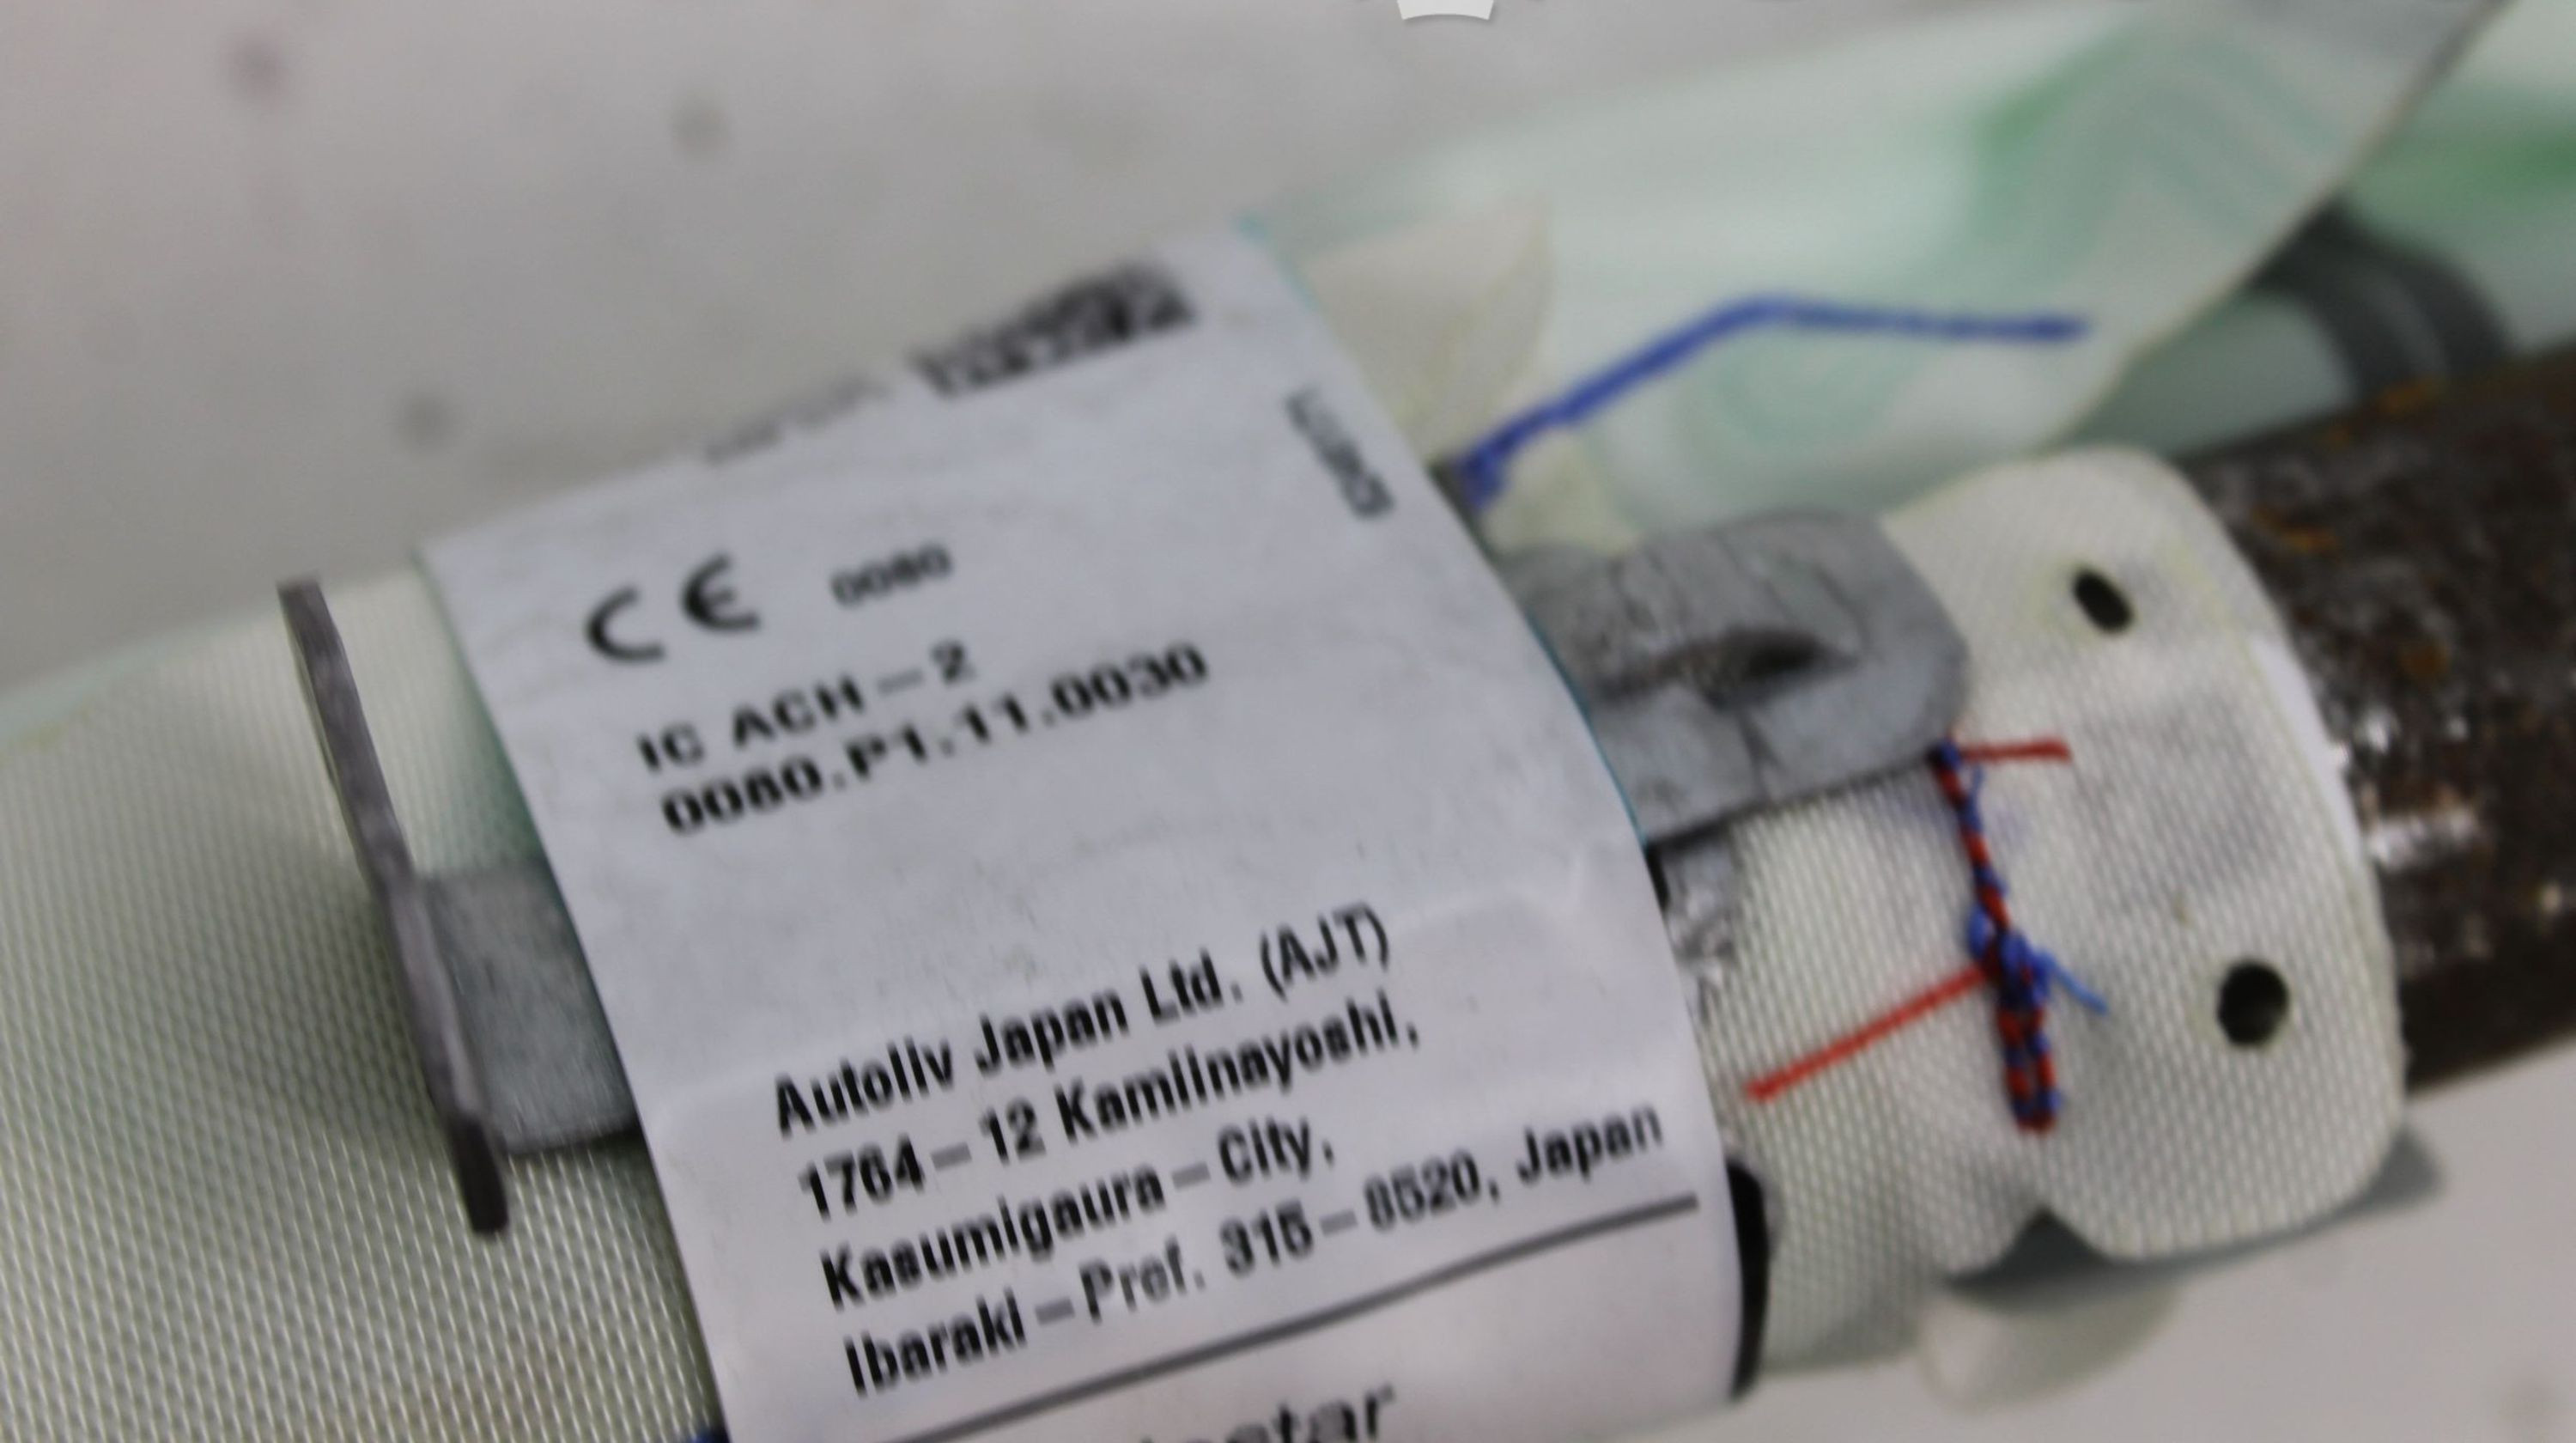 CE 0080
IC ACH-2
0080.P1.11.0030
Autoliv Japan Ltd. (AJT)
1764-12 Kamiinayoshi,
Kasumigaura-City,
Ibaraki-Pref. 315-8520, Japan